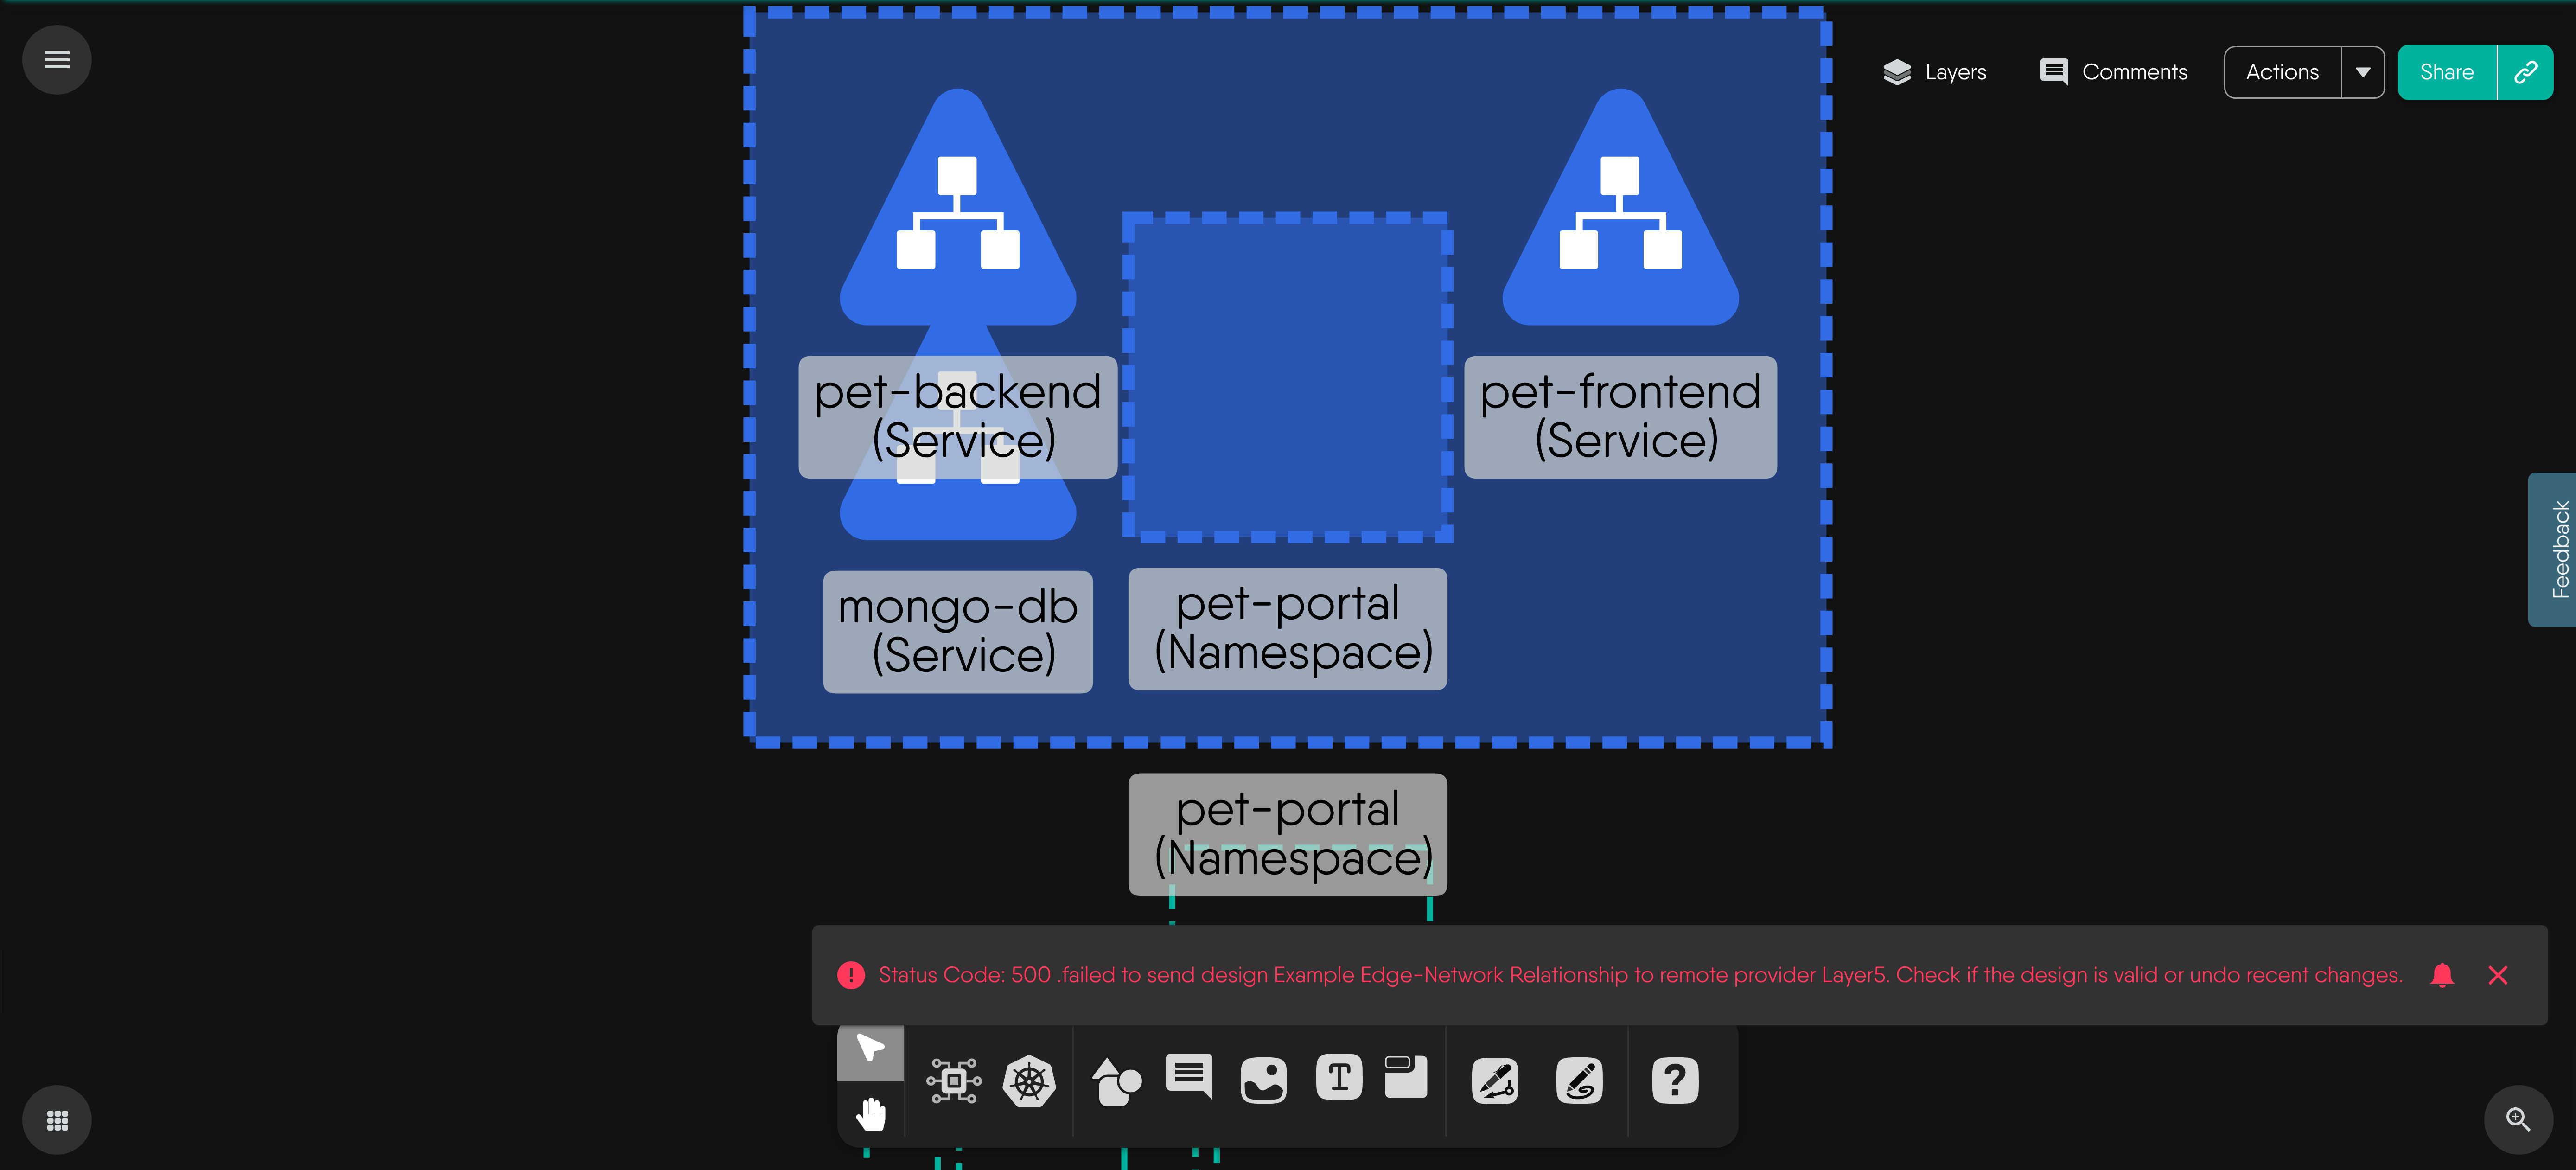 Layers
Comments
Actions
Share
pet-backend
(Service)
pet-frontend
(Service)
mongo-db
(Service)
pet-portal
(Namespace)
pet-portal
(Namespace)
Feedback
Status Code: 500 .failed to send design Example Edge-Network Relationship to remote provider Layer5. Check if the design is valid or undo recent changes.